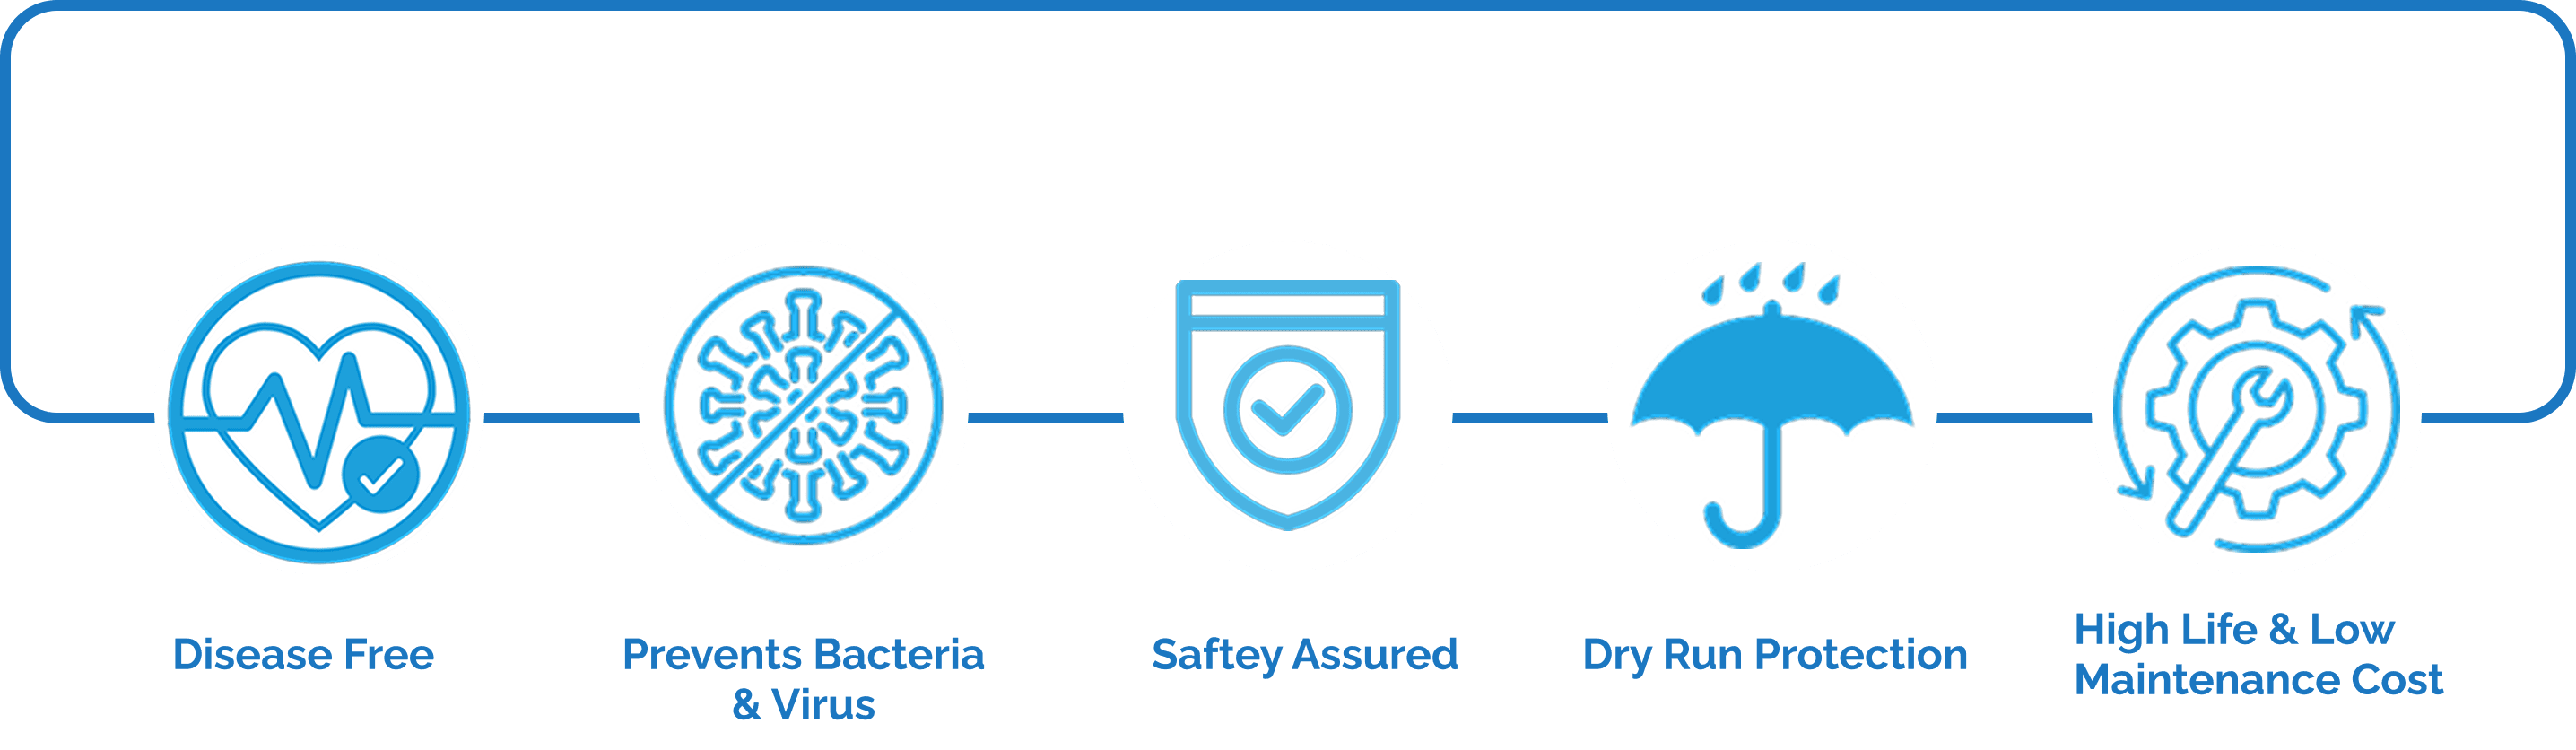 Disease Free
Prevents Bacteria
& Virus
Saftey Assured
Dry Run Protection
High Life & Low
Maintenance Cost